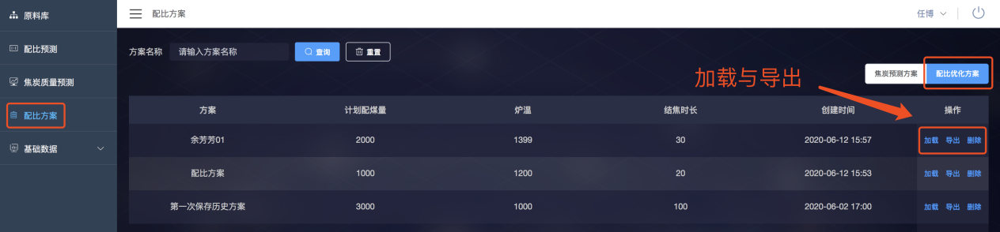 原料库
配比预测
焦炭质量预测
配比方案
基础数据
配比方案
任博
方案名称 请输入方案名称 查询 重置
加载与导出
焦炭预测方案 配比优化方案
方案 计划配煤量 炉温 结焦时长 创建时间 操作
余芳芳01 2000 1399 30 2020-06-12 15:57 加载 导出 删除
配比方案 1000 1200 20 2020-06-12 15:53 加载 导出 删除
第一次保存历史方案 3000 1000 100 2020-06-02 17:00 加载 导出 删除